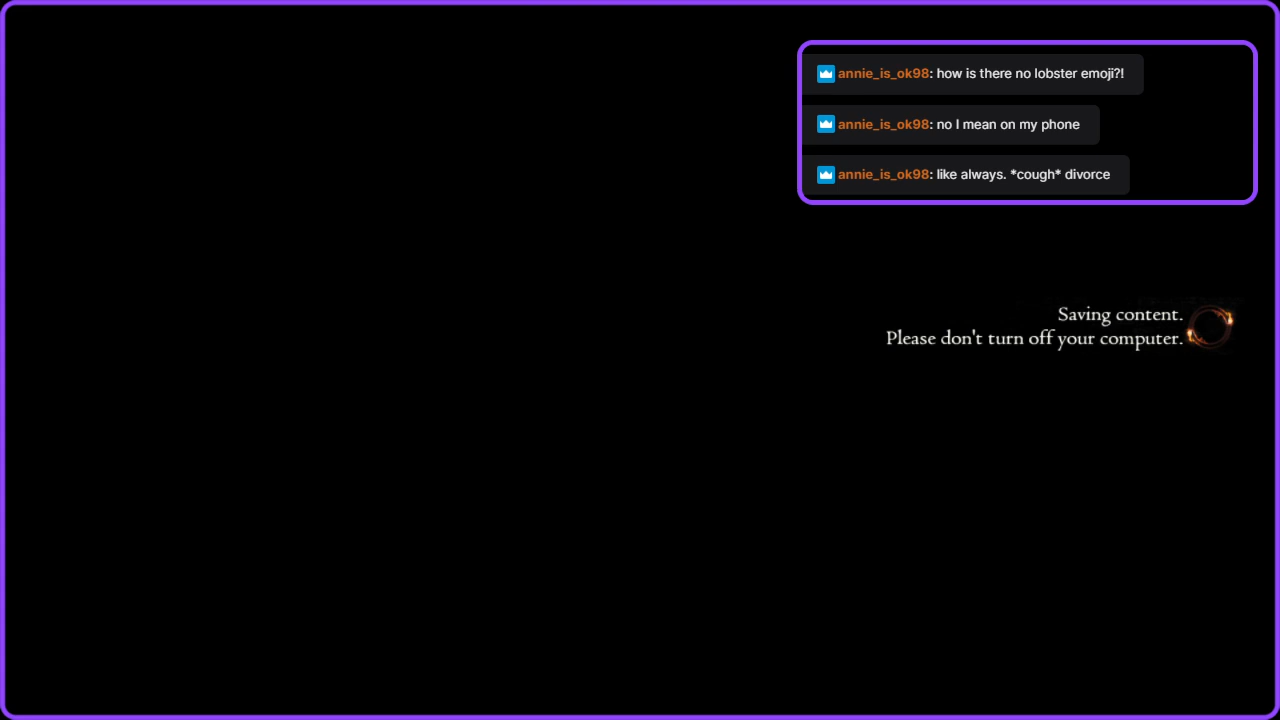 annie_is_ok98: how is there no lobster emoji?!
annie_is_ok98: no I mean on my phone
annie_is_ok98: like always. *cough* divorce
Saving content.
Please don't turn off your computer.